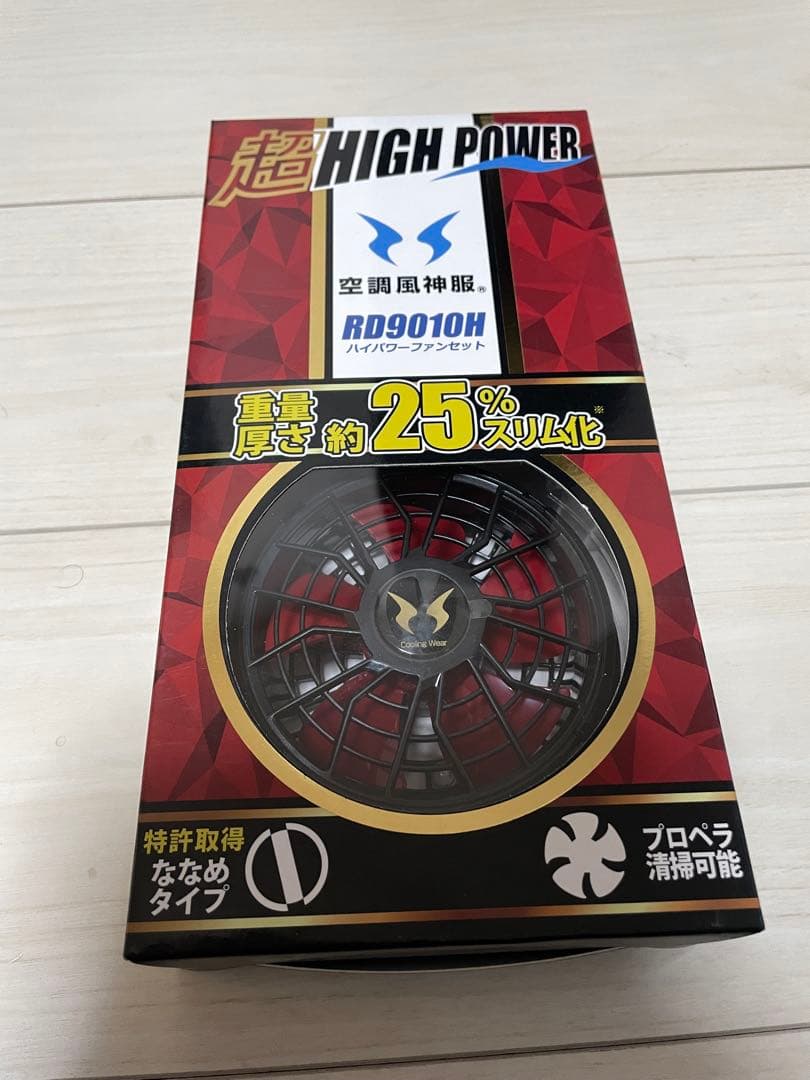 超HIGH POWER
空調風神服®
RD9010H
ハイパワーファンセット
重量
厚さ 約25%スリム化※
Cooling Wear
特許取得
ななめ
タイプ
プロペラ
清掃可能